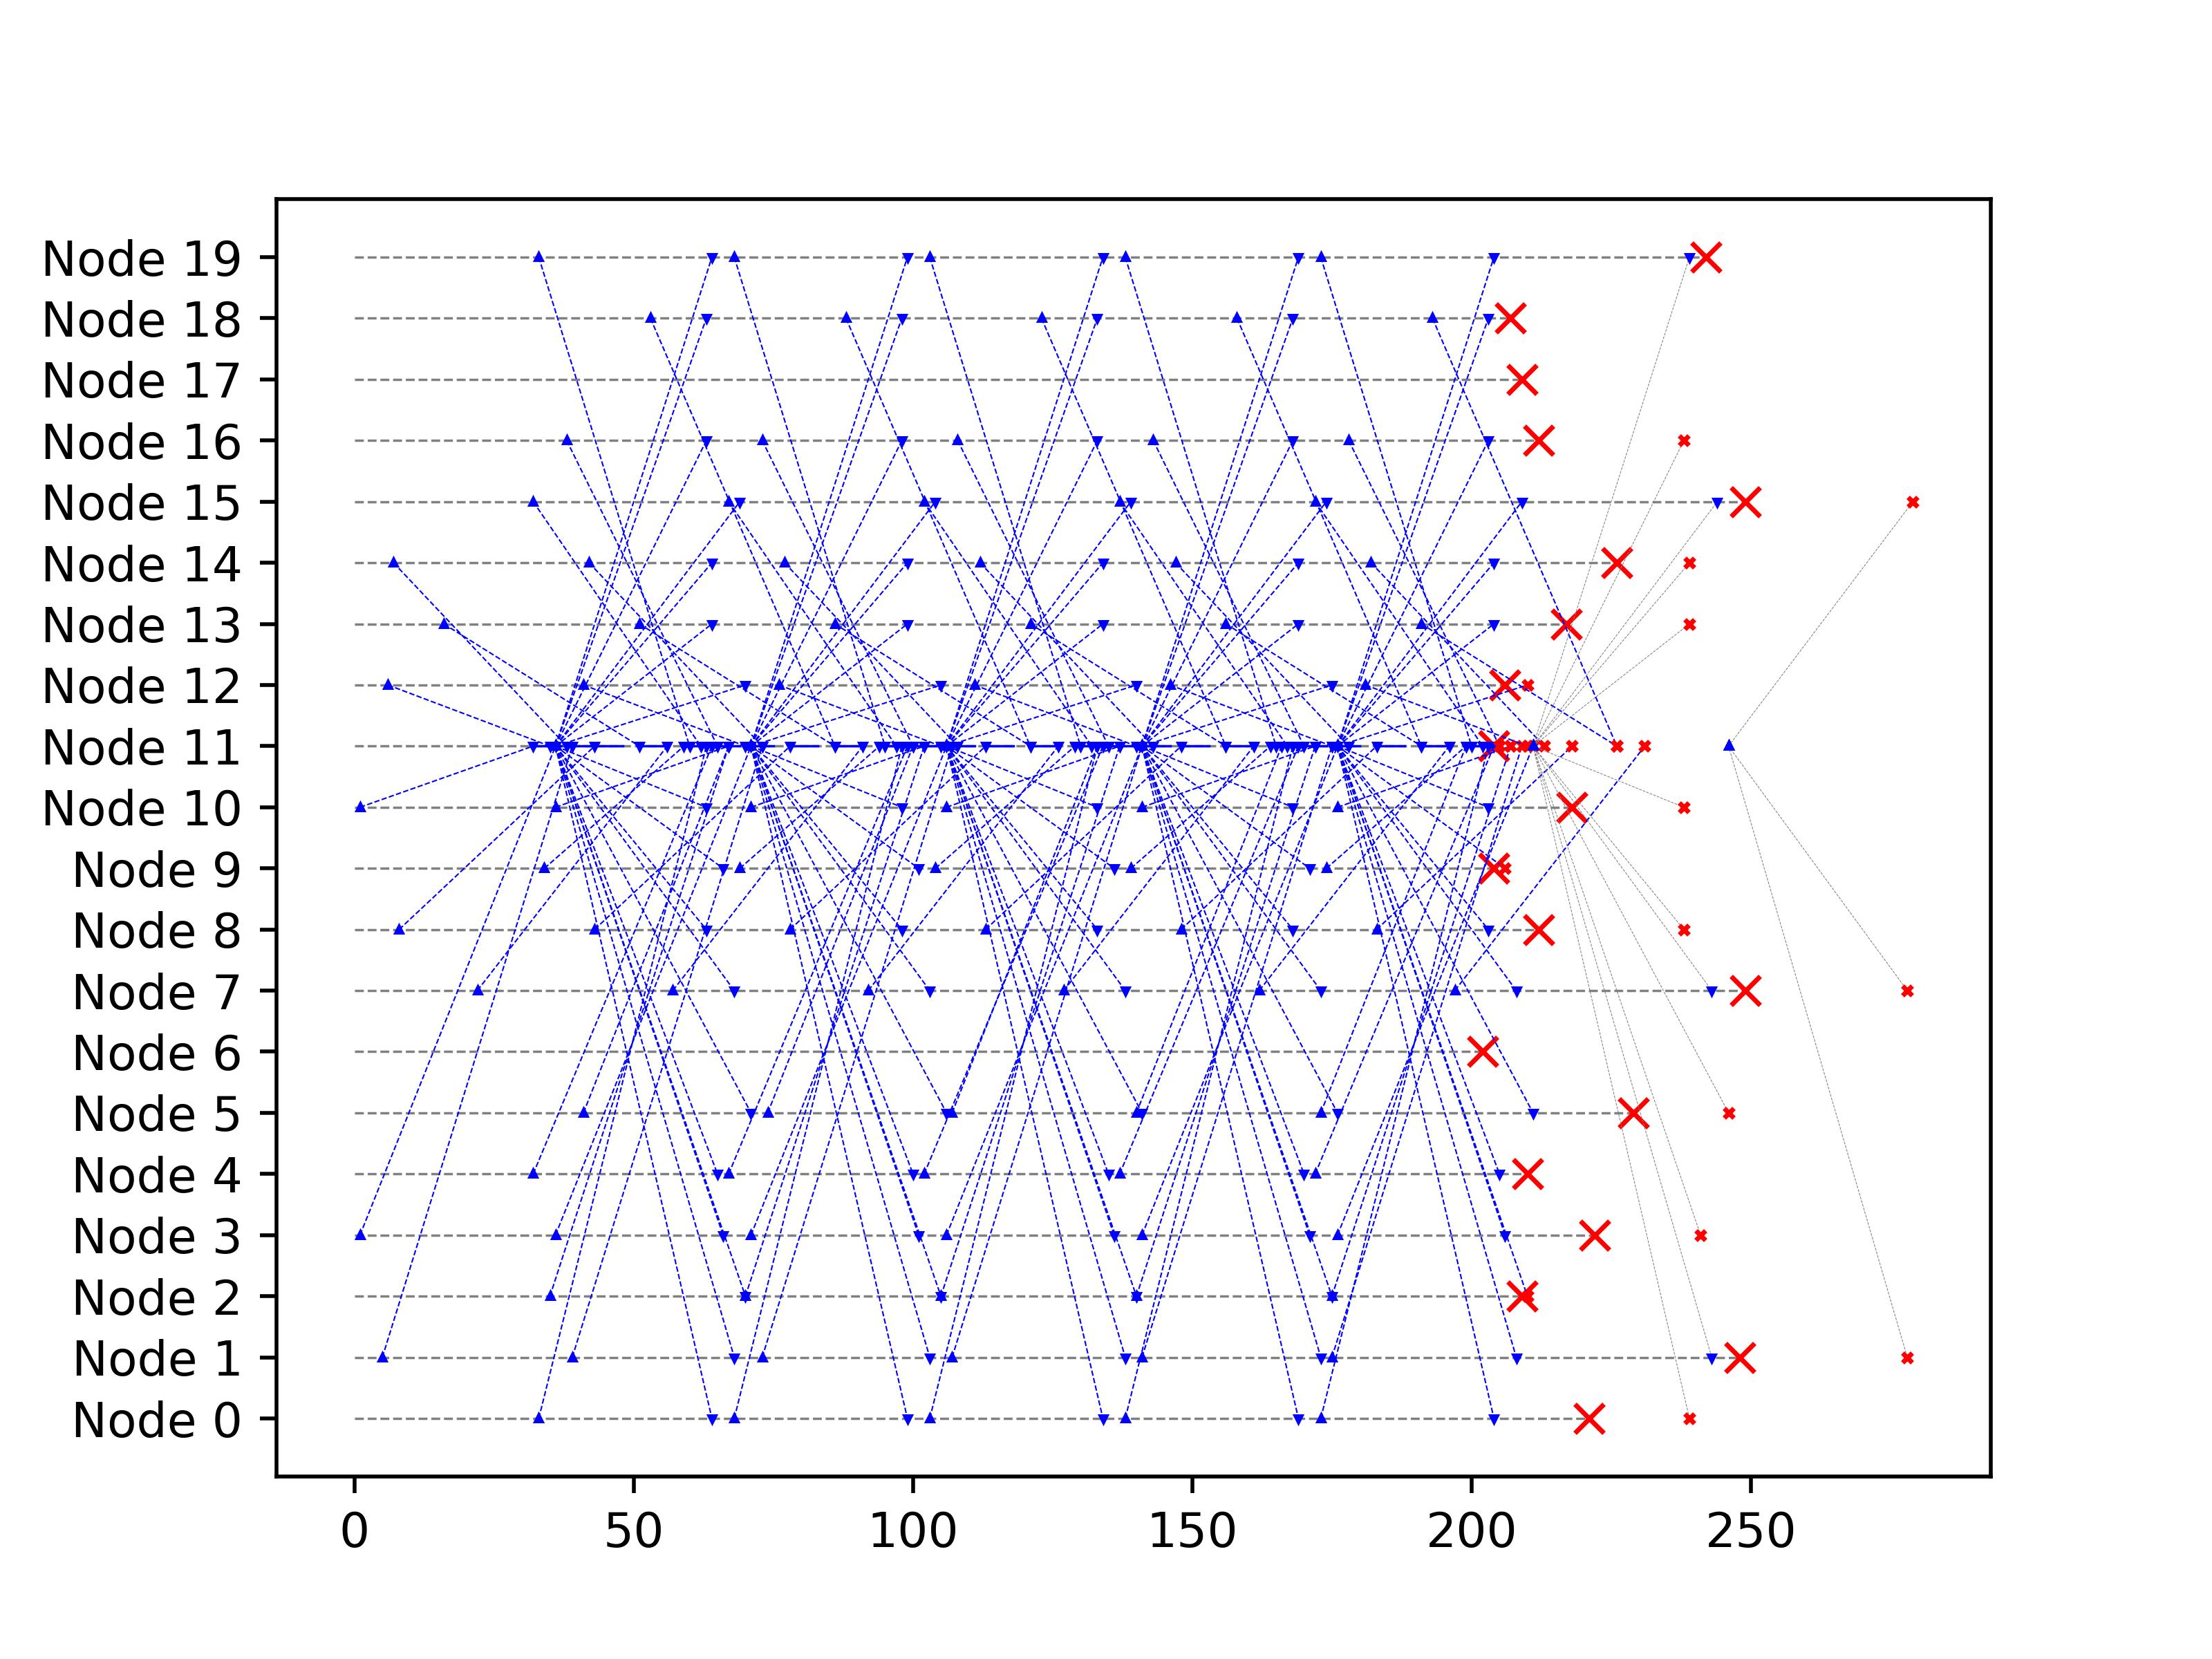 Node 19
Node 18
Node 17
Node 16
Node 15
Node 14
Node 13
Node 12
Node 11
Node 10
Node 9
Node 8
Node 7
Node 6
Node 5
Node 4
Node 3
Node 2
Node 1
Node 0
0 50 100 150 200 250